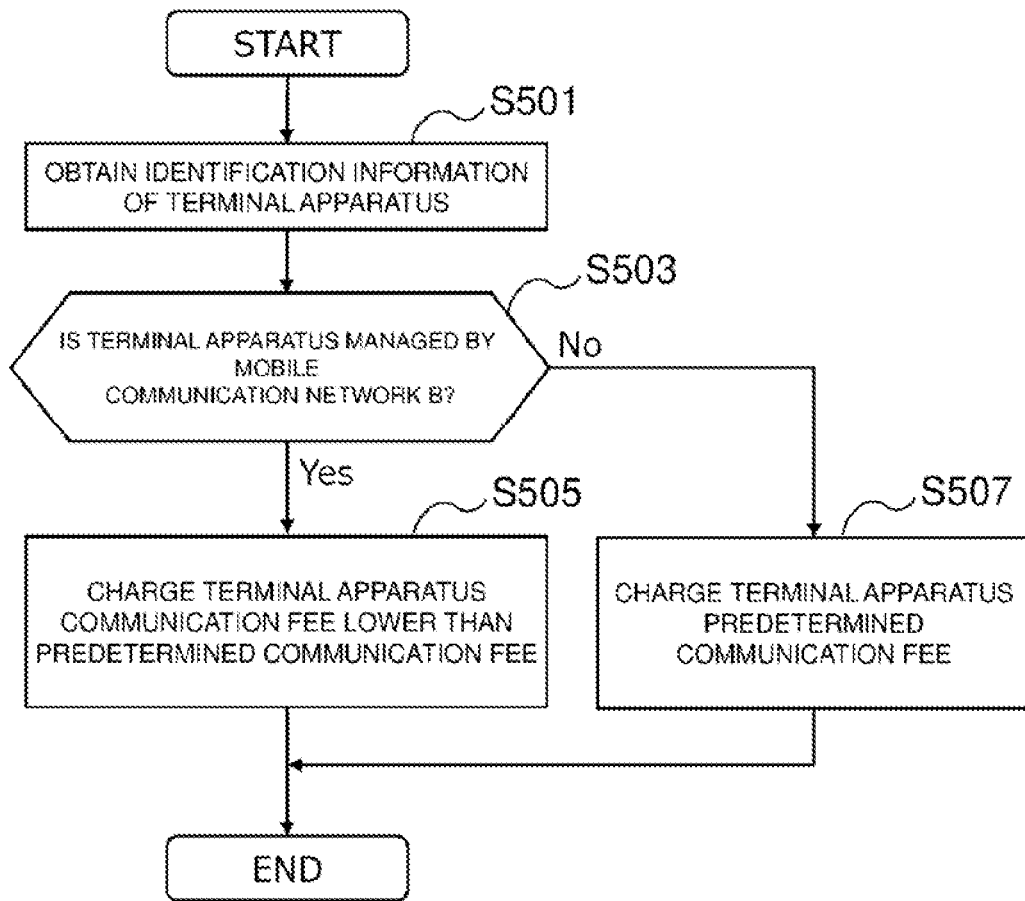 START
S501
OBTAIN IDENTIFICATION INFORMATION
OF TERMINAL APPARATUS
S503
IS TERMINAL APPARATUS MANAGED BY
MOBILE
COMMUNICATION NETWORK B?
No
Yes
S505
CHARGE TERMINAL APPARATUS
COMMUNICATION FEE LOWER THAN
PREDETERMINED COMMUNICATION FEE
S507
CHARGE TERMINAL APPARATUS
PREDETERMINED
COMMUNICATION FEE
END